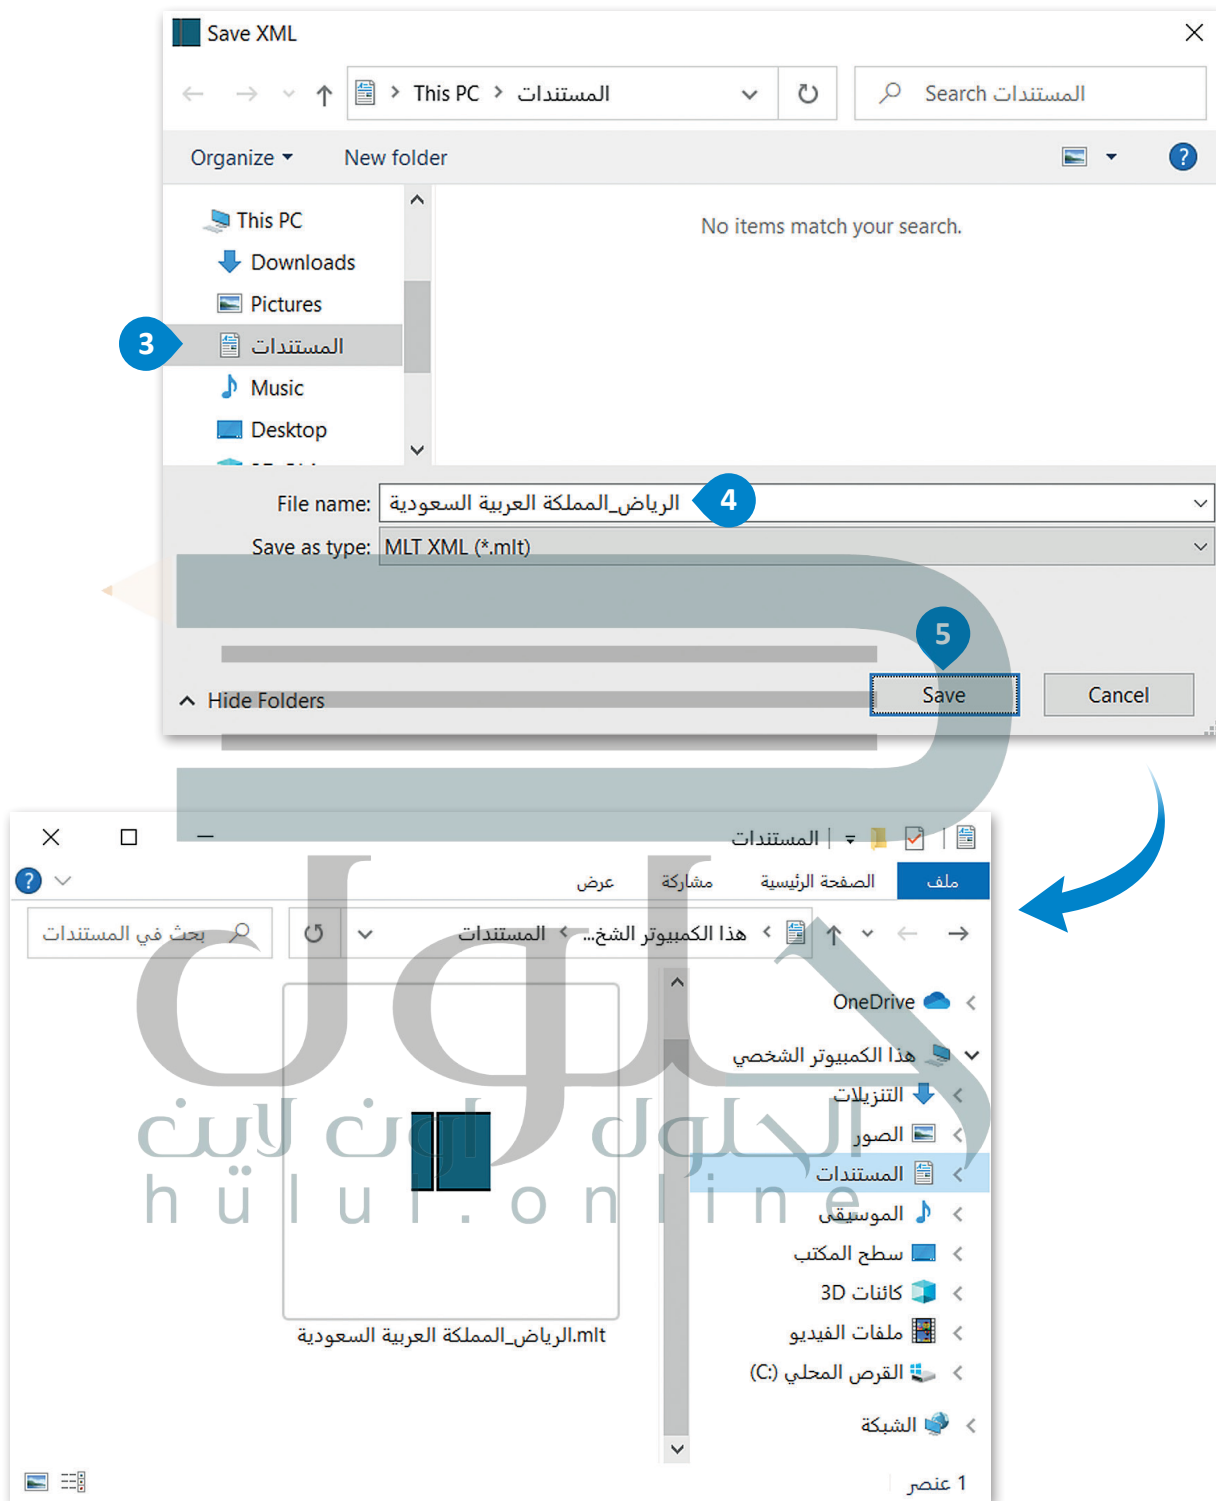 Save XML
This PC > المستندات
Search المستندات
Organize
New folder
This PC
Downloads
Pictures
3
المستندات
Music
Desktop
No items match your search.
File name: الرياض_المملكة العربية السعودية
4
Save as type: MLT XML (*.mlt)
5
Hide Folders
Save
Cancel
المستندات
ملف الصفحة الرئيسية مشاركة عرض
هذا الكمبيوتر الشخ... > المستندات
بحث في المستندات
OneDrive
هذا الكمبيوتر الشخصي
التنزيلات
الصور
المستندات
الموسيقى
سطح المكتب
كائنات 3D
ملفات الفيديو
القرص المحلي (C:)
الشبكة
الرياض_المملكة العربية السعودية.mlt
1 عنصر
حلول
الحلول اون لاين
hülul.online